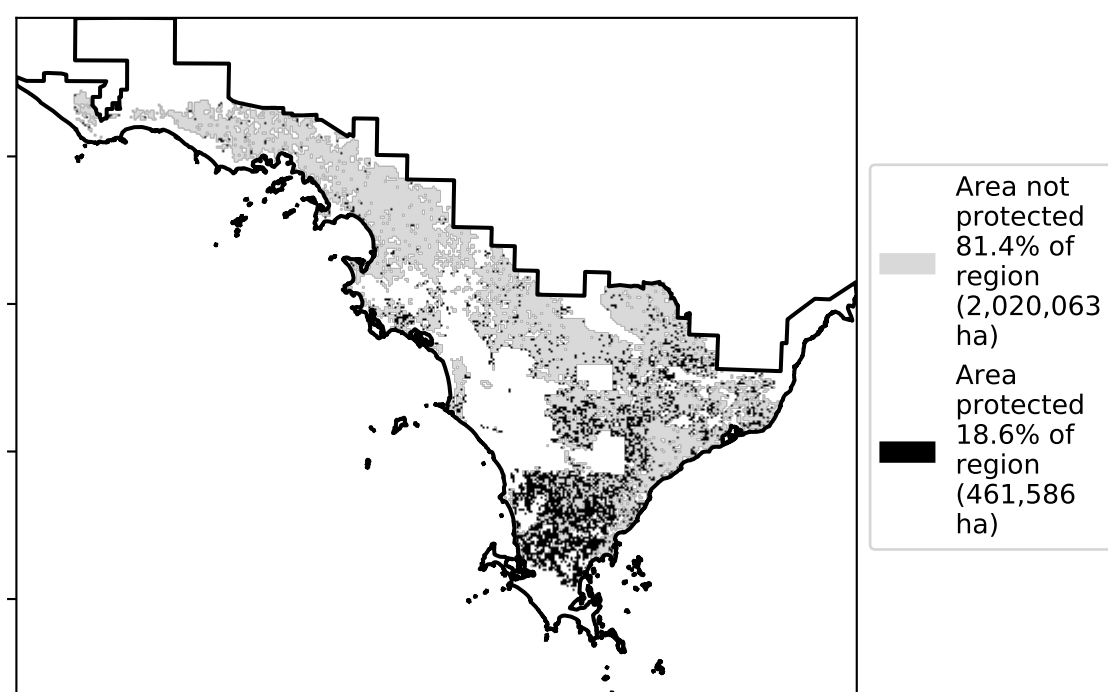 Area not
protected
81.4% of
region
(2,020,063
ha)
Area
protected
18.6% of
region
(461,586
ha)